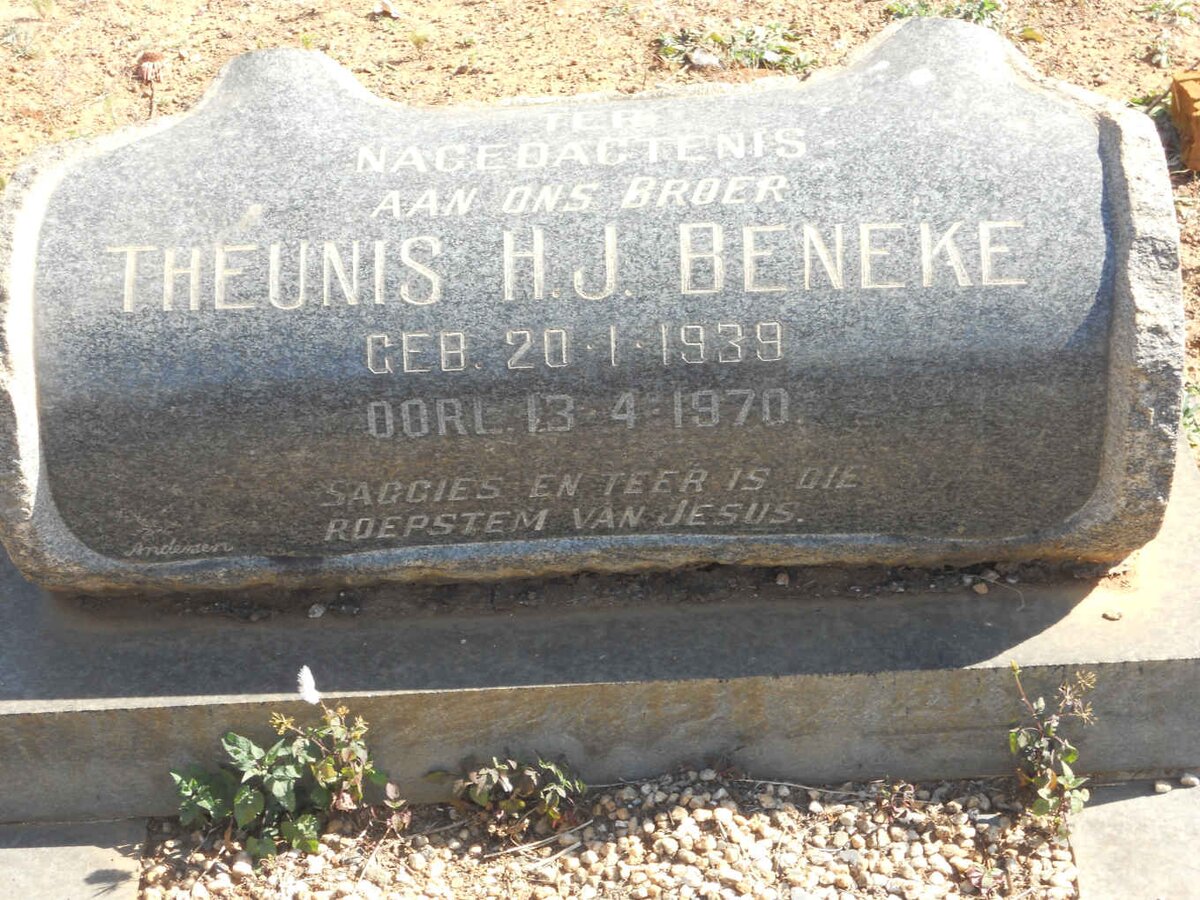 TER
NAGEDAGTENIS
AAN ONS BROER
THEUNIS H.J. BENEKE
GEB. 20·1·1939
OORL. 13·4·1970.
SAGGIES EN TEER IS DIE
ROEPSTEM VAN JESUS.
Andersen